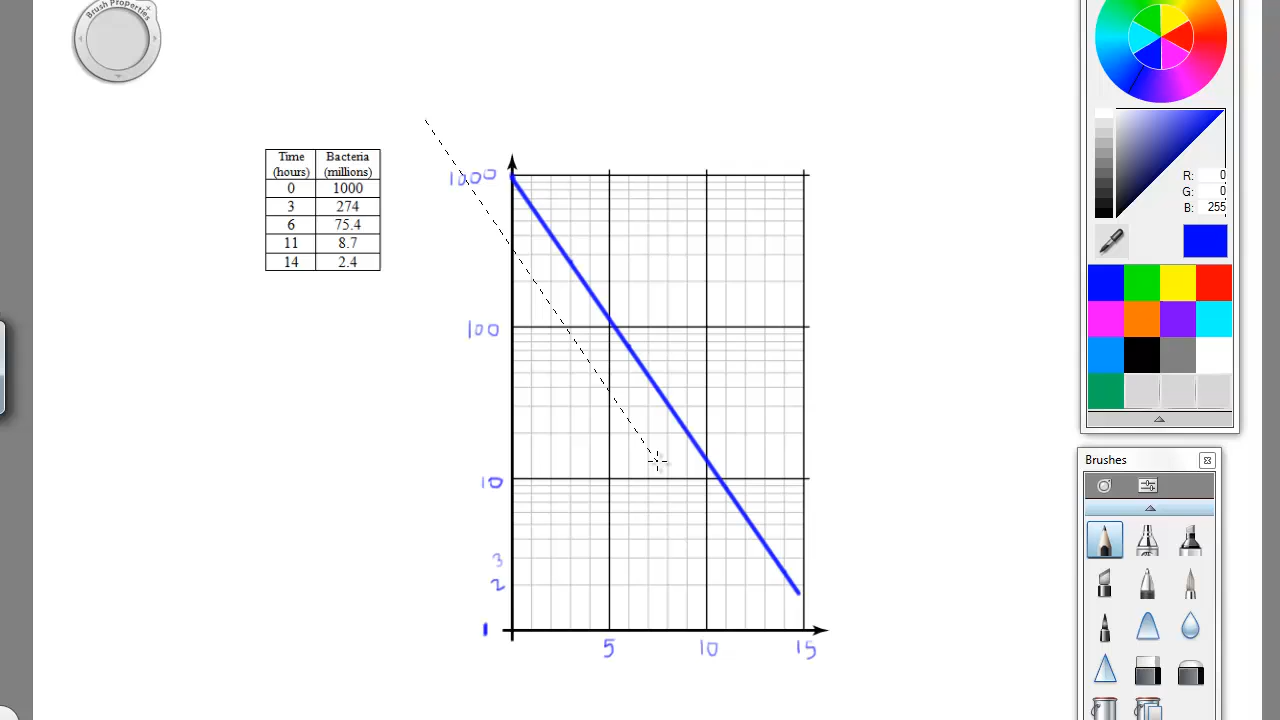 Brush Properties
Time (hours) Bacteria (millions)
0 1000
3 274
6 75.4
11 8.7
14 2.4
1000
100
10
3
2
1
5 10 15
R: 0
G: 0
B: 255
Brushes